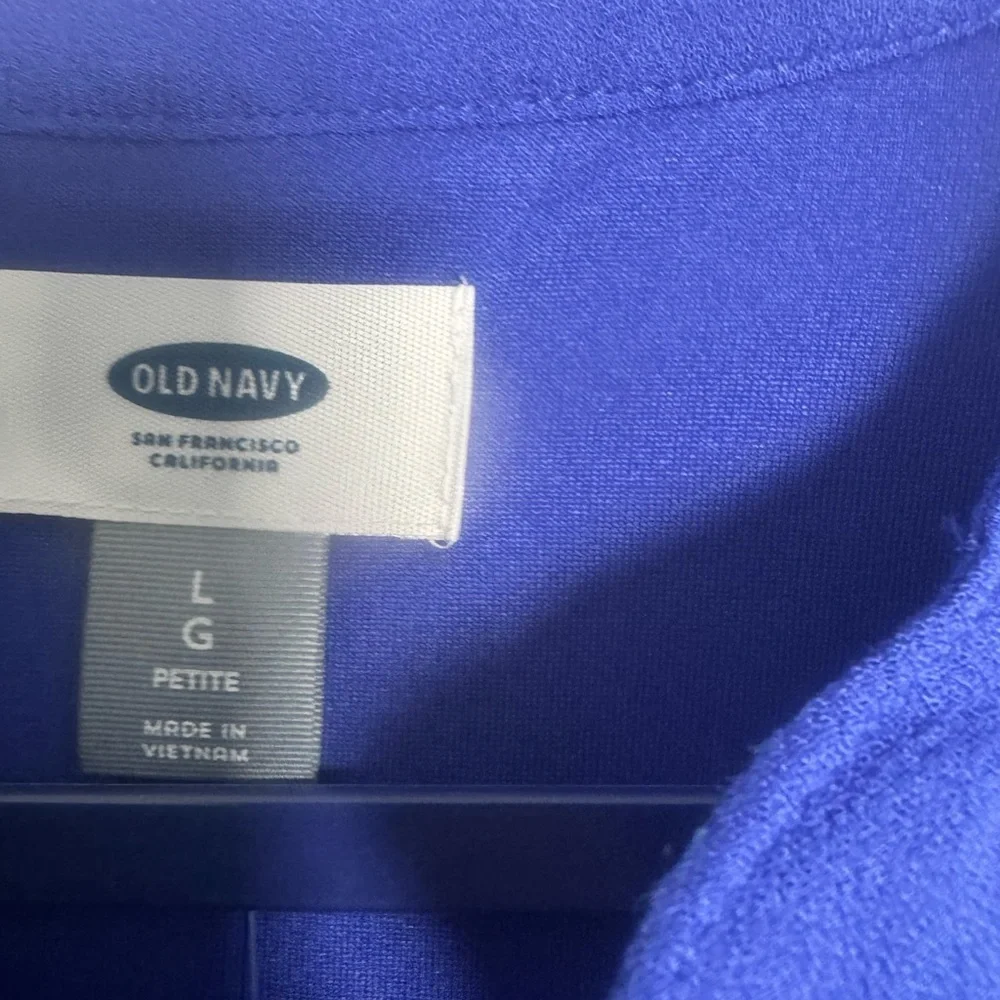 OLD NAVY
SAN FRANCISCO
CALIFORNIA
L
G
PETITE
MADE IN
VIETNAM